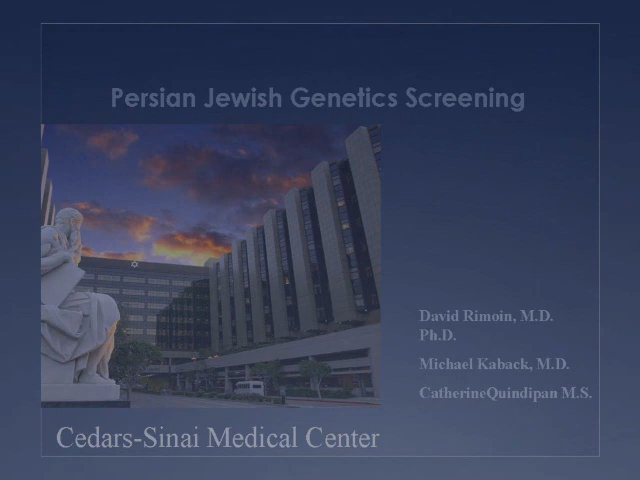 Persian Jewish Genetics Screening
David Rimoin, M.D.
Ph.D.
Michael Kaback, M.D.
CatherineQuindipan M.S.
Cedars-Sinai Medical Center